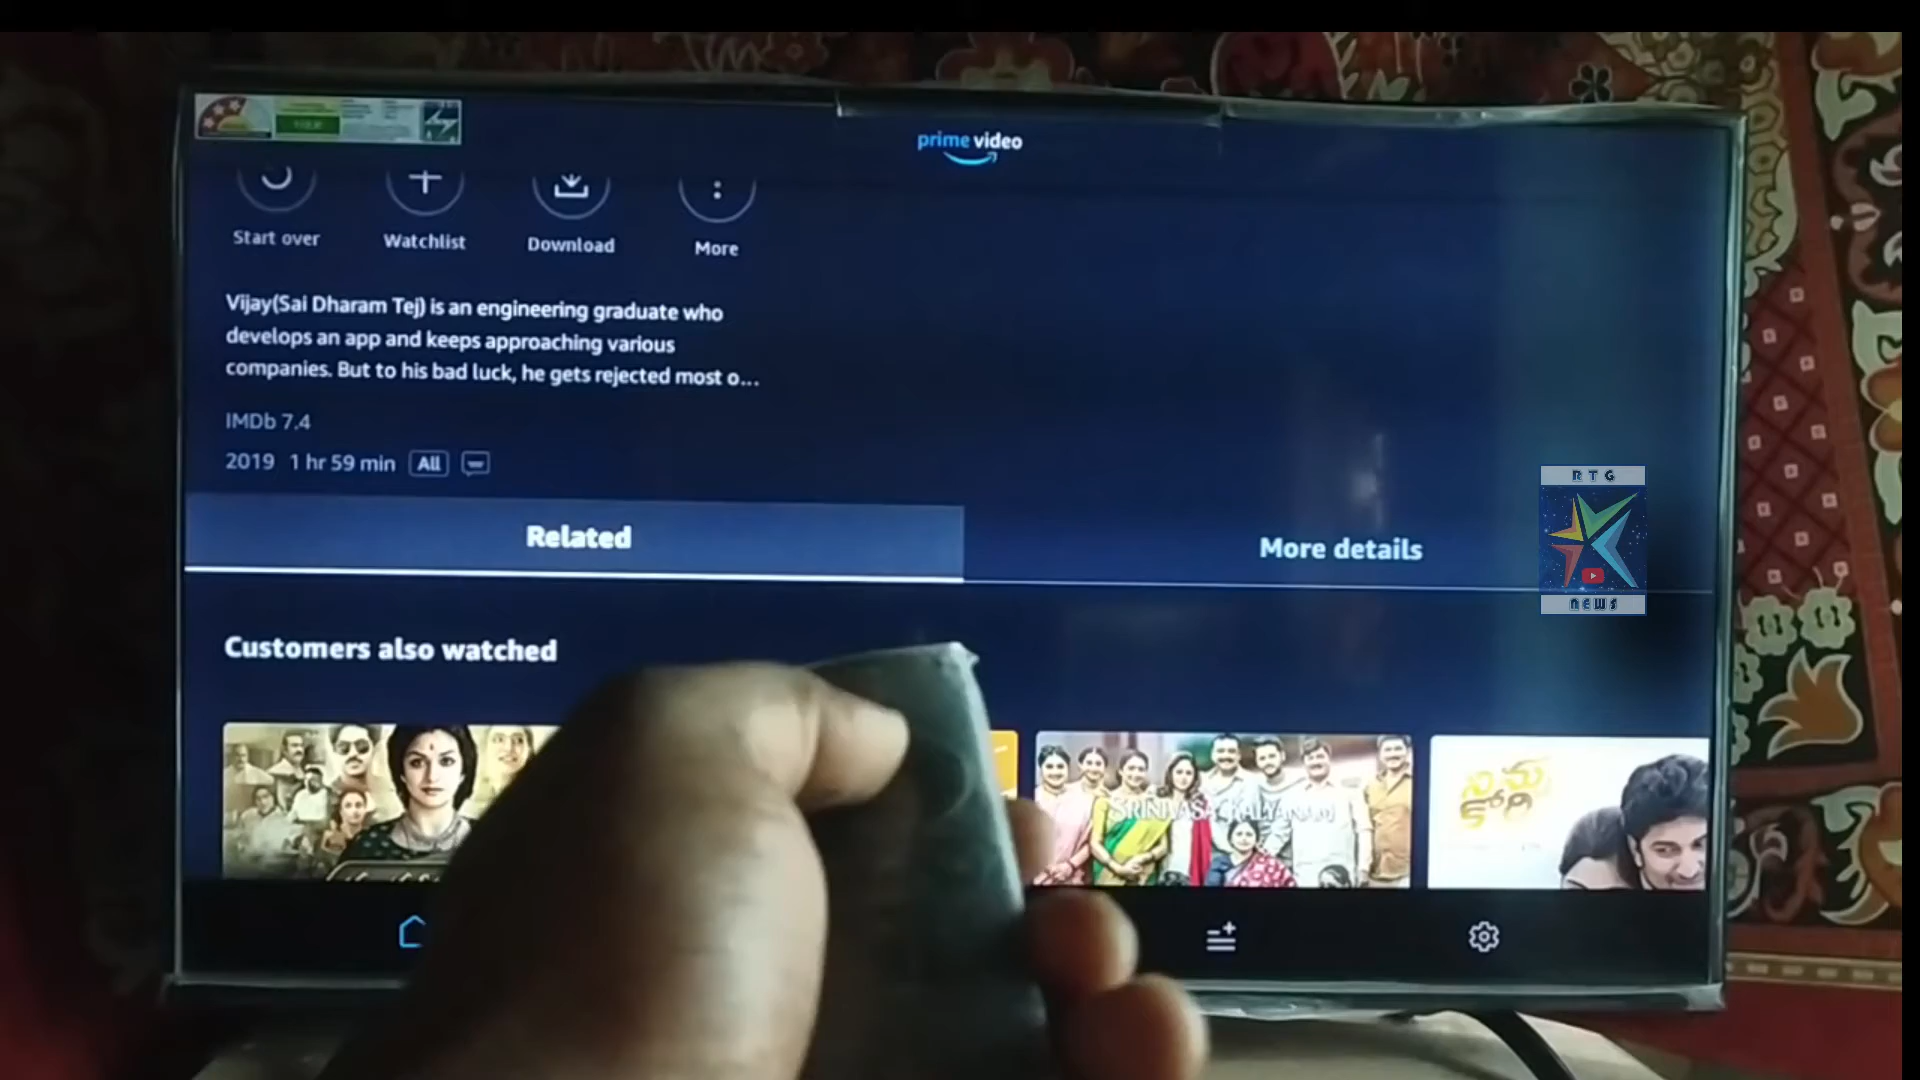 prime video
Start over
Watchlist
Download
More
Vijay(Sai Dharam Tej) is an engineering graduate who
develops an app and keeps approaching various
companies. But to his bad luck, he gets rejected most o...
IMDb 7.4
2019 1 hr 59 min All
Related
More details
RTG
NEWS
Customers also watched
SRINIVASA KALYANAM
నిన్ను
కోరి